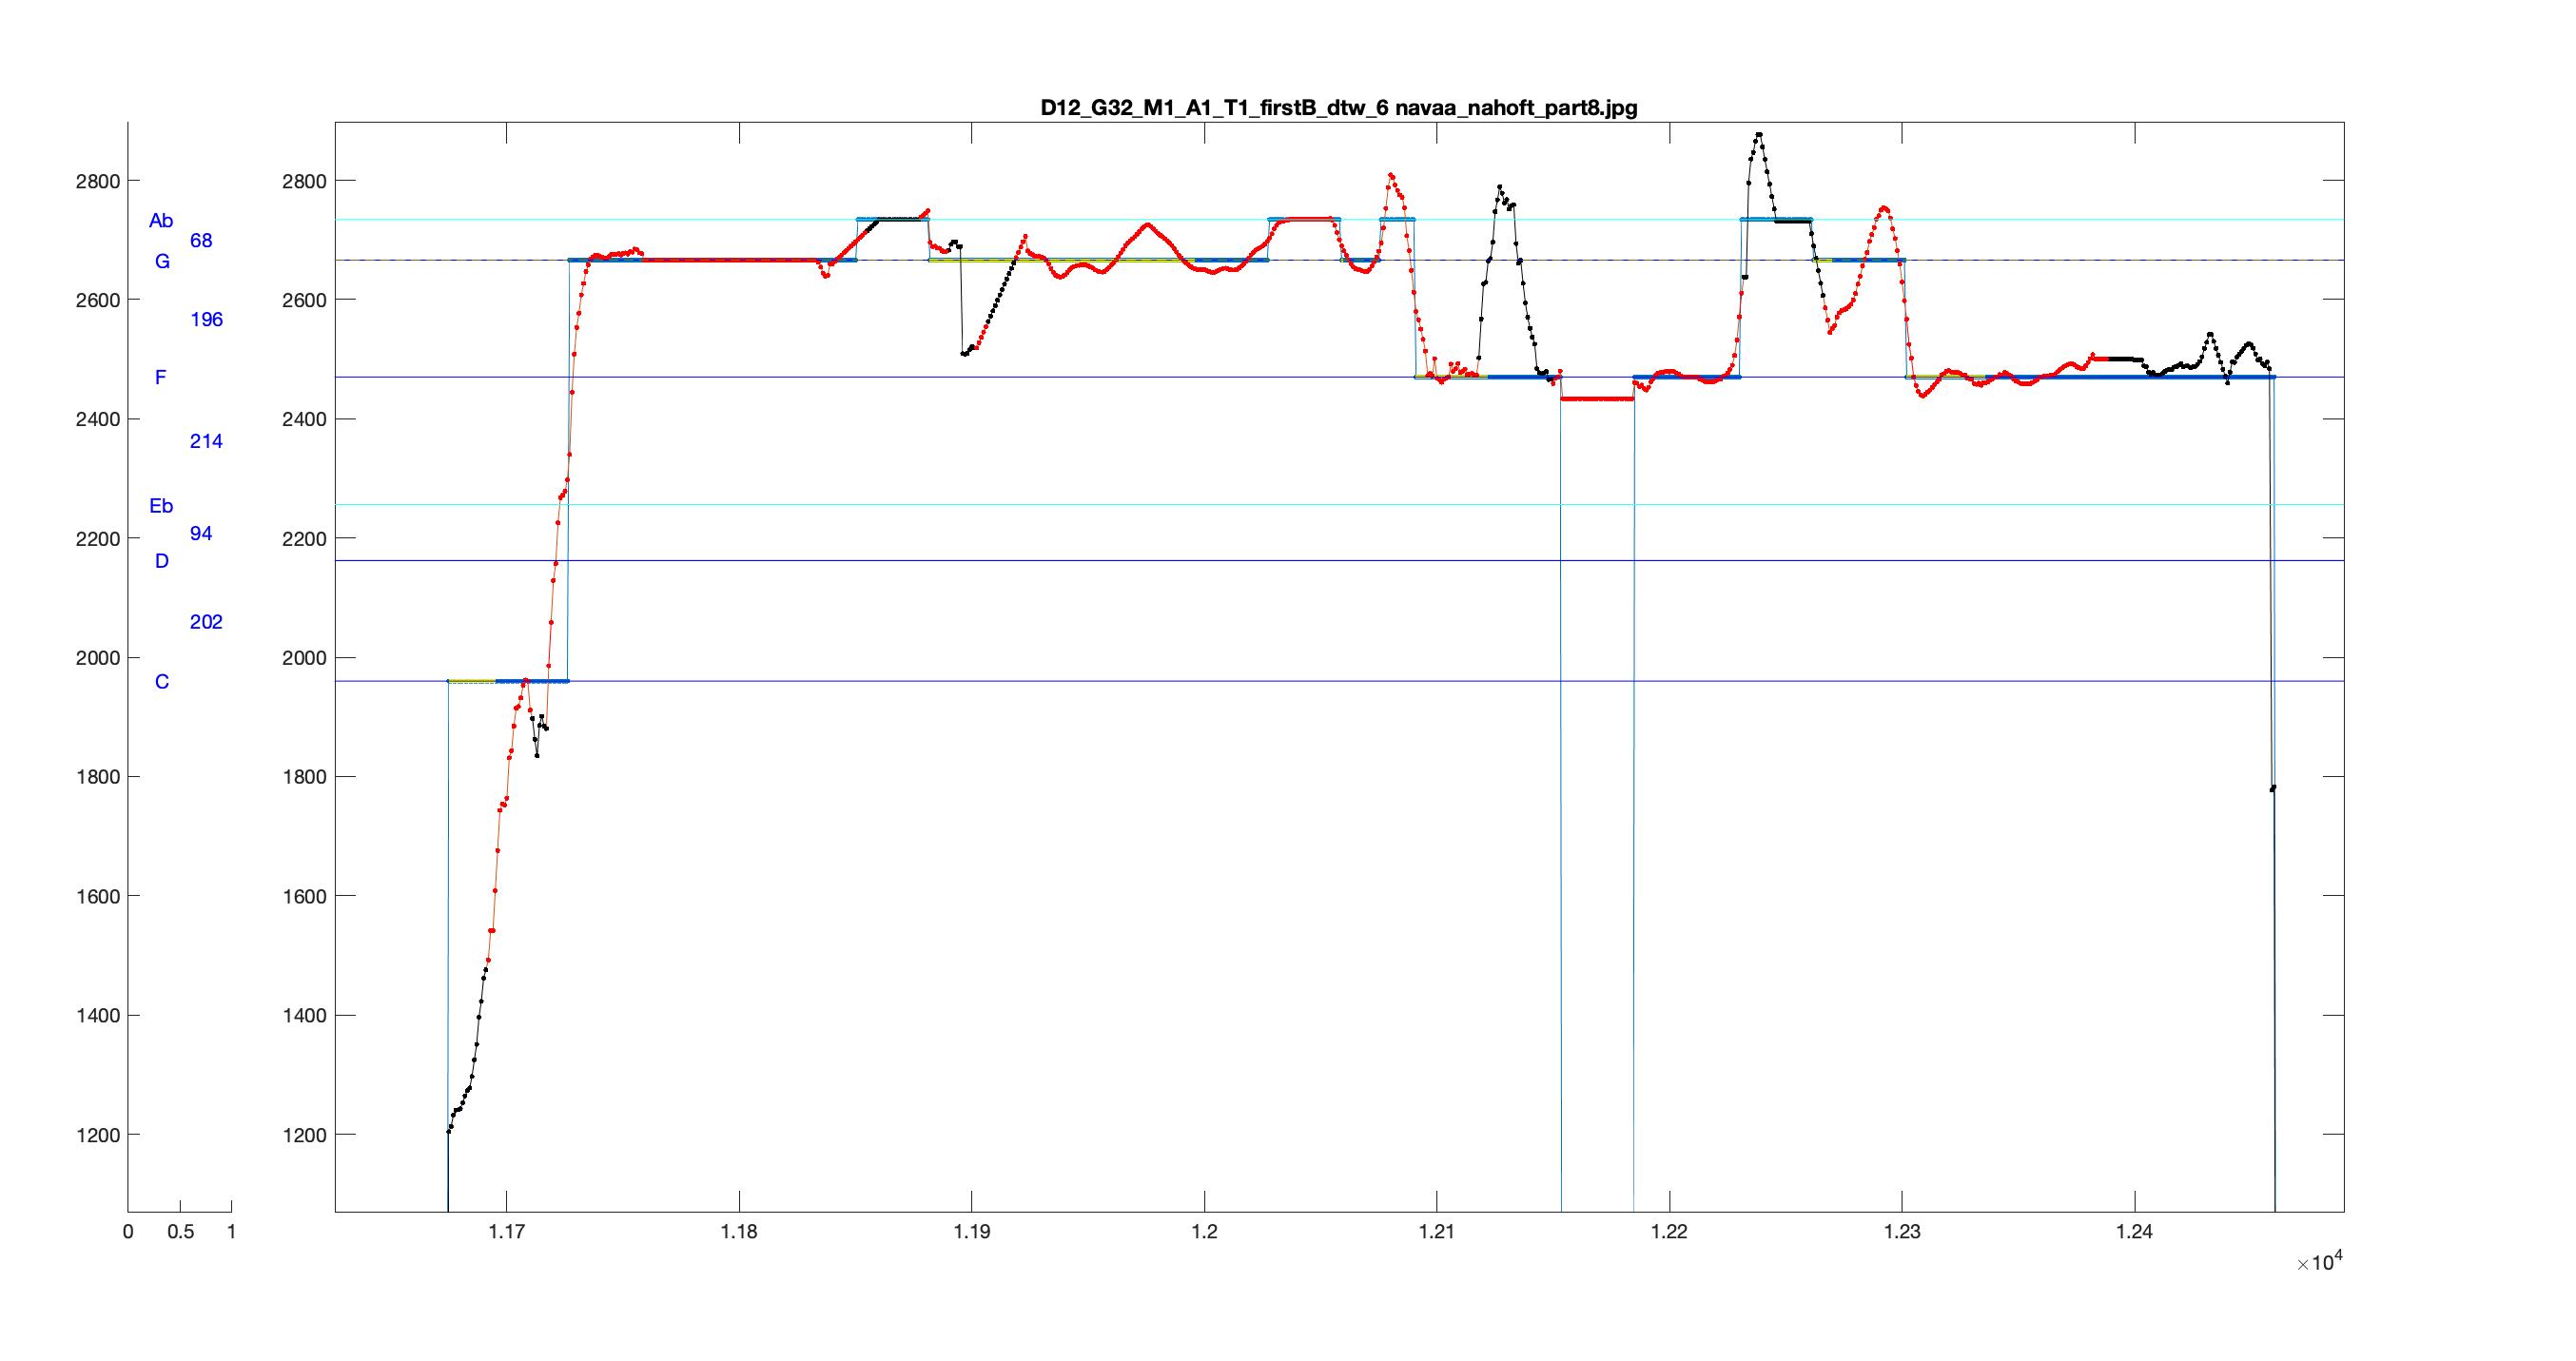 D12_G32_M1_A1_T1_firstB_dtw_6 navaa_nahoft_part8.jpg
2800 2800
Ab
68
G
2600 2600
196
F
2400 2400
214
Eb
94
2200 2200
D
202
2000 2000
C
1800 1800
1600 1600
1400 1400
1200 1200
0 0.5 1 1.17 1.18 1.19 1.2 1.21 1.22 1.23 1.24
×10^4